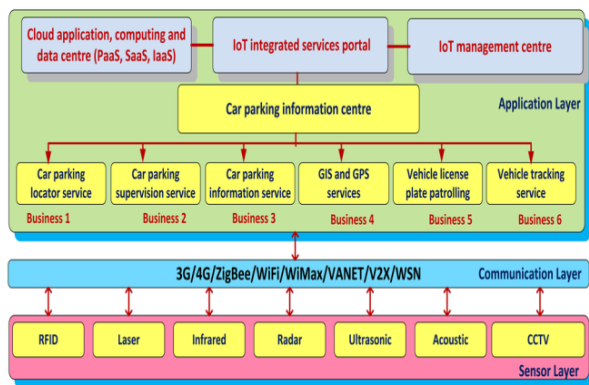 Cloud application, computing and
data centre (PaaS, SaaS, IaaS)
IoT integrated services portal
IoT management centre
Car parking information centre
Application Layer
Car parking
locator service
Car parking
supervision service
Car parking
information service
GIS and GPS
services
Vehicle license
plate patrolling
Vehicle tracking
service
Business 1
Business 2
Business 3
Business 4
Business 5
Business 6
3G/4G/ZigBee/WiFi/WiMax/VANET/V2X/WSN
Communication Layer
RFID
Laser
Infrared
Radar
Ultrasonic
Acoustic
CCTV
Sensor Layer